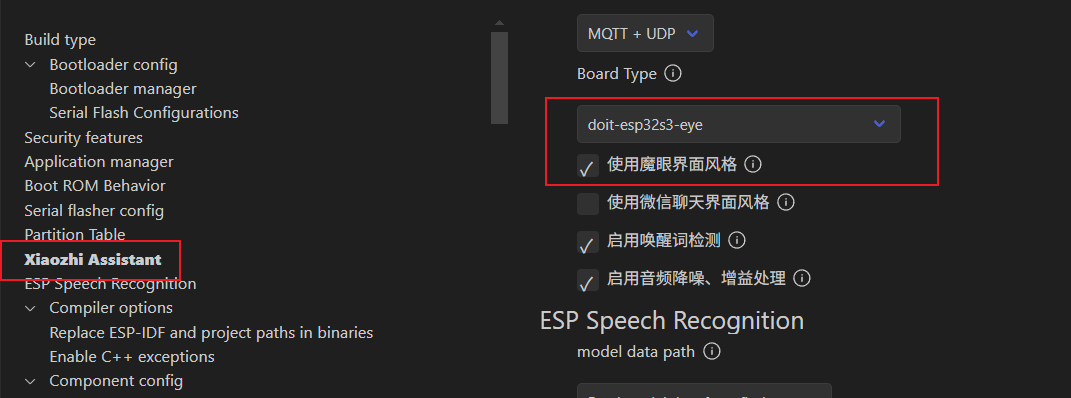 Build type
Bootloader config
Bootloader manager
Serial Flash Configurations
Security features
Application manager
Boot ROM Behavior
Serial flasher config
Partition Table
Xiaozhi Assistant
ESP Speech Recognition
Compiler options
Replace ESP-IDF and project paths in binaries
Enable C++ exceptions
Component config
MQTT + UDP
Board Type
doit-esp32s3-eye
使用魔眼界面风格
使用微信聊天界面风格
启用唤醒词检测
启用音频降噪、增益处理
ESP Speech Recognition
model data path